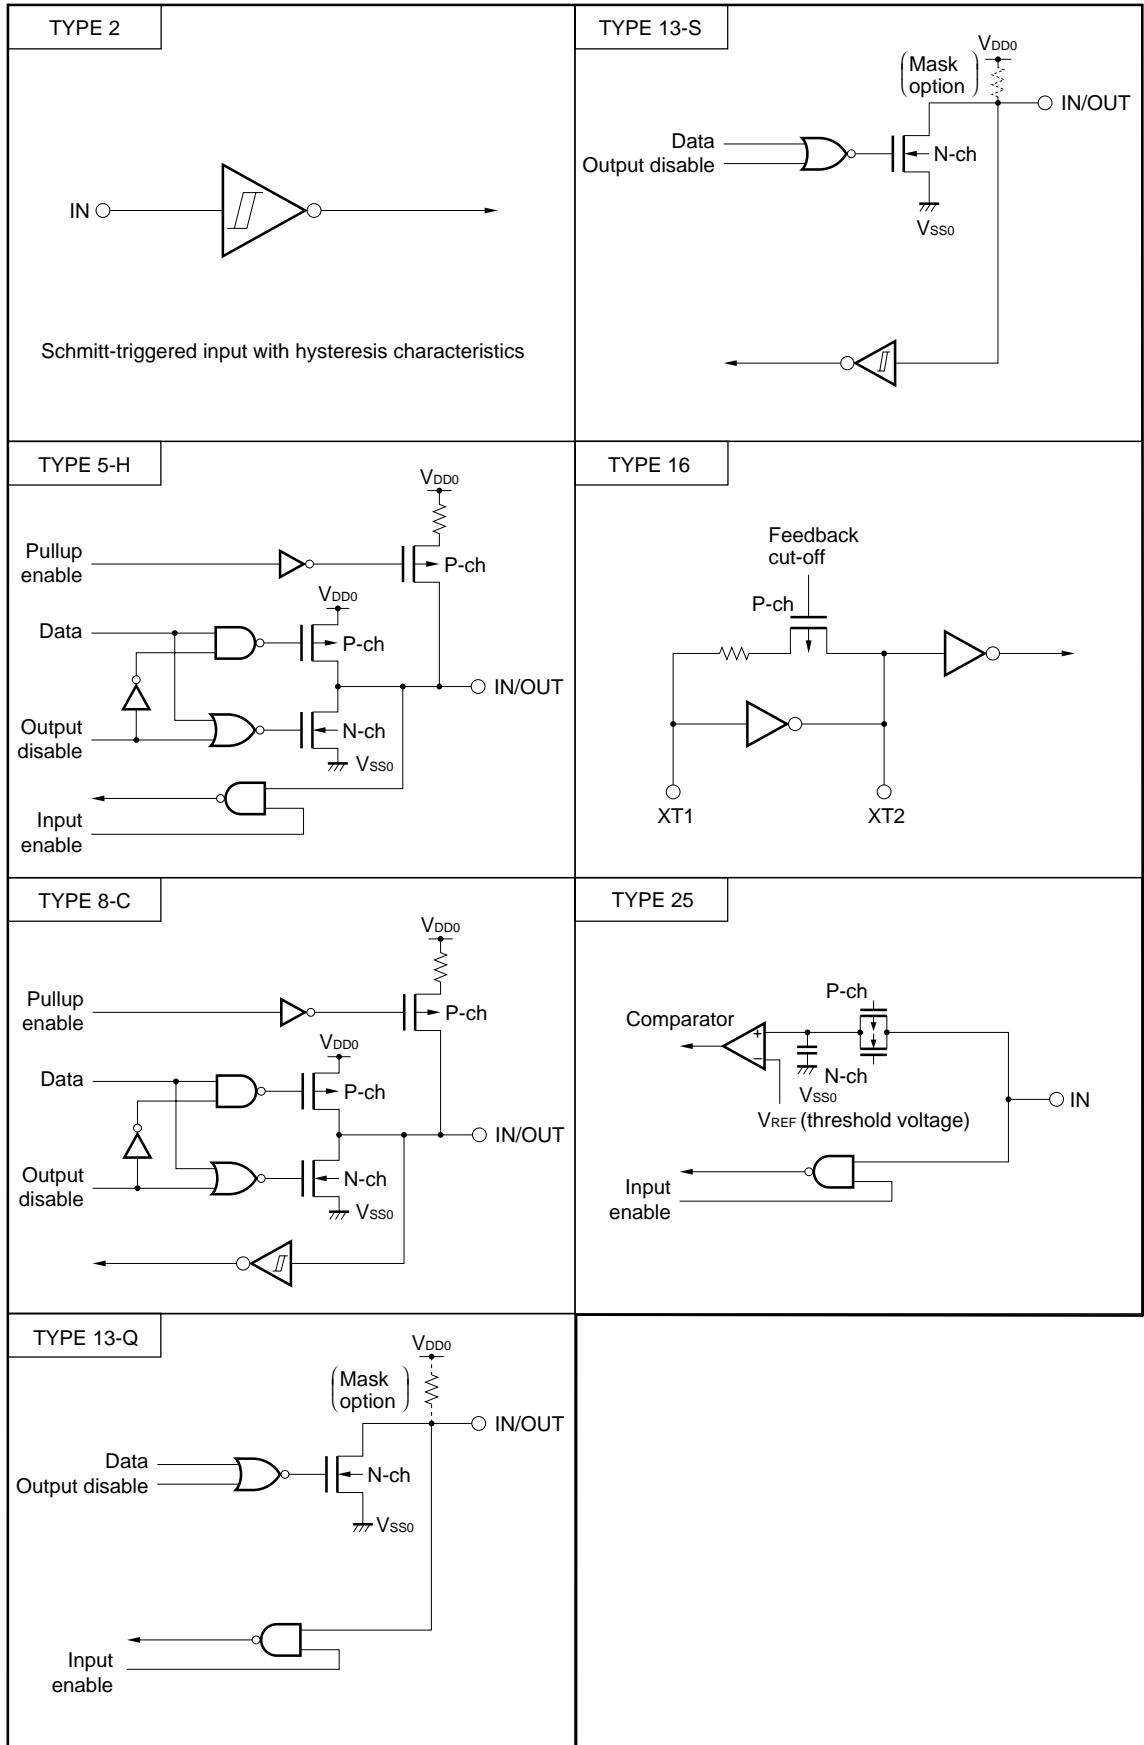 TYPE 2
IN
Schmitt-triggered input with hysteresis characteristics
TYPE 13-S
VDD0
Mask
option
IN/OUT
Data
Output disable
N-ch
VSS0
TYPE 5-H
VDD0
Pullup
enable
P-ch
VDD0
Data
P-ch
IN/OUT
Output
disable
N-ch
VSS0
Input
enable
TYPE 16
Feedback
cut-off
P-ch
XT1
XT2
TYPE 8-C
VDD0
Pullup
enable
P-ch
VDD0
Data
P-ch
IN/OUT
Output
disable
N-ch
VSS0
TYPE 25
P-ch
Comparator
+
−
N-ch
VSS0
VREF (threshold voltage)
IN
Input
enable
TYPE 13-Q
VDD0
Mask
option
IN/OUT
Data
Output disable
N-ch
VSS0
Input
enable